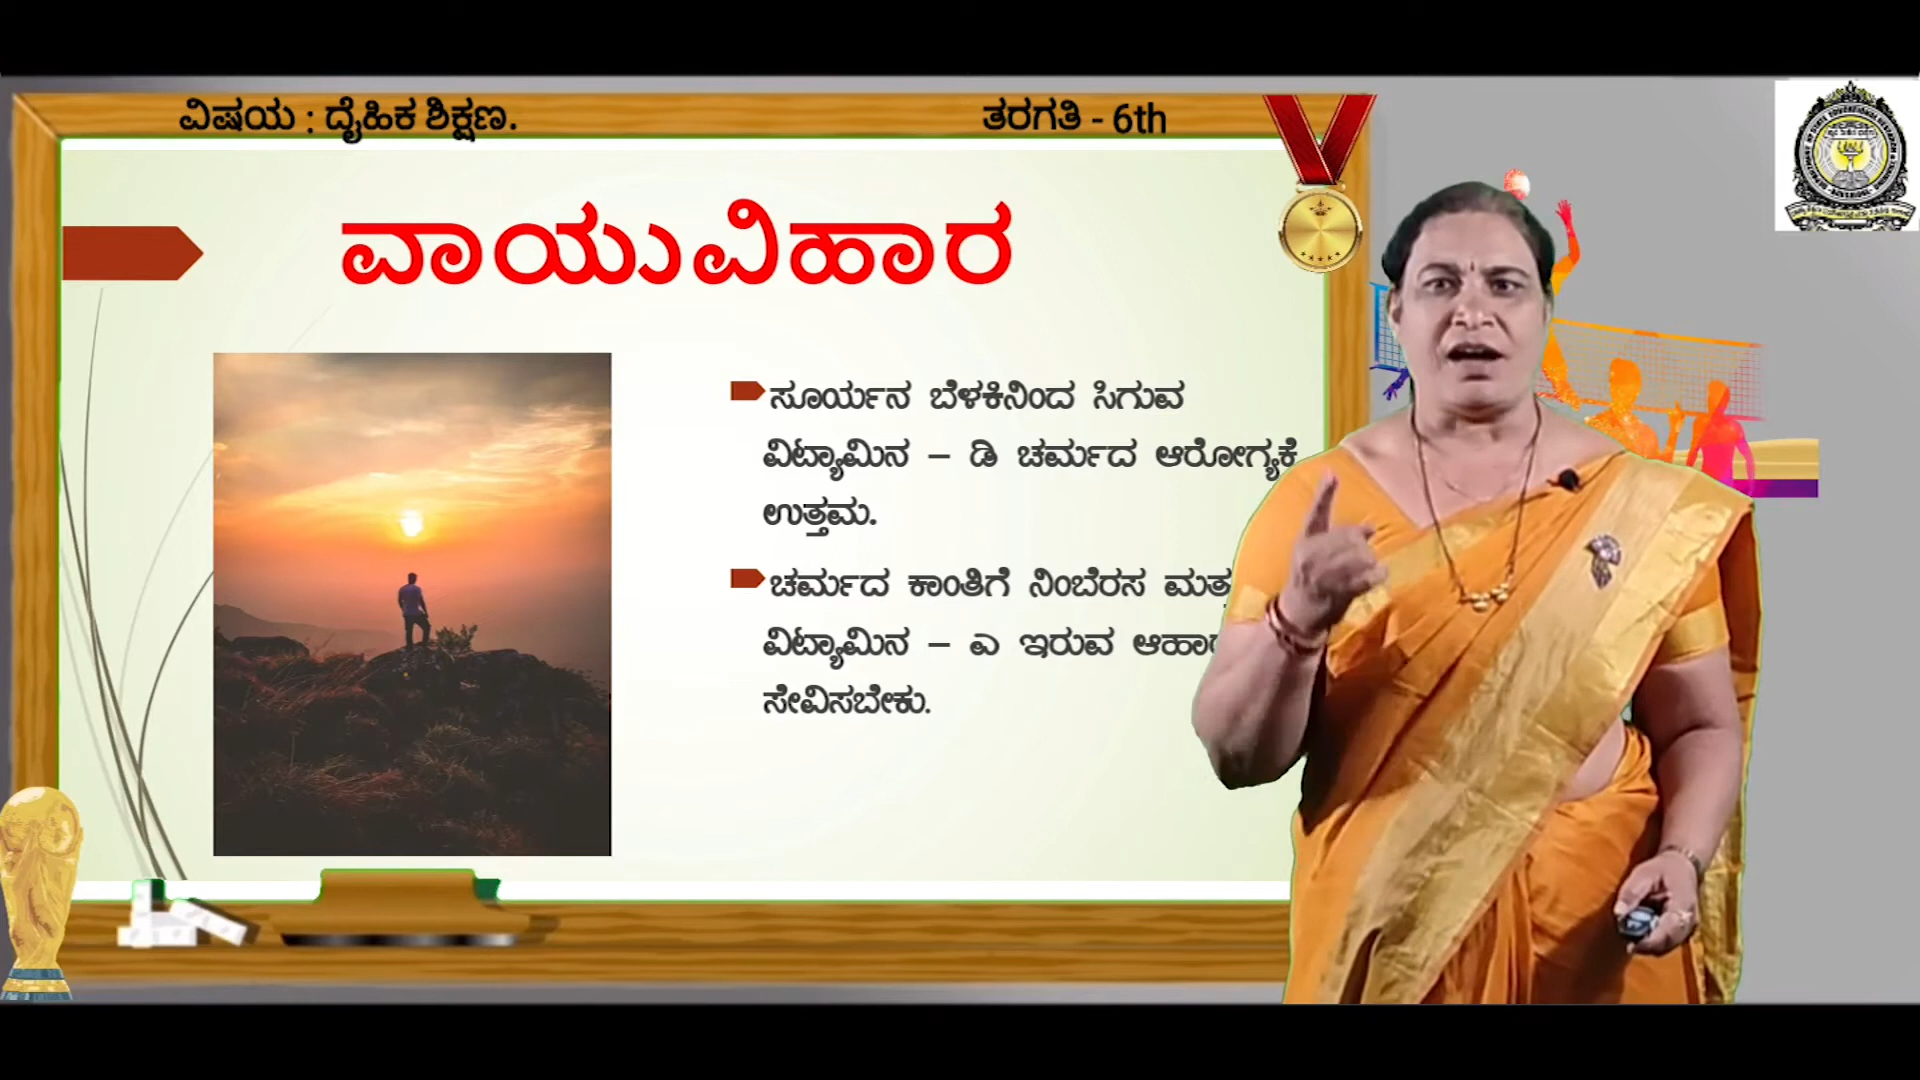 ವಿಷಯ : ದೈಹಿಕ ಶಿಕ್ಷಣ.
ತರಗತಿ - 6th
ವಾಯುವಿಹಾರ
ಸೂರ್ಯನ ಬೆಳಕಿನಿಂದ ಸಿಗುವ
ವಿಟ್ಯಾಮಿನ – ಡಿ ಚರ್ಮದ ಆರೋಗ್ಯಕೆ
ಉತ್ತಮ.
ಚರ್ಮದ ಕಾಂತಿಗೆ ನಿಂಬೆರಸ
ವಿಟ್ಯಾಮಿನ – ಎ ಇರುವ
ಸೇವಿಸಬೇಕು.